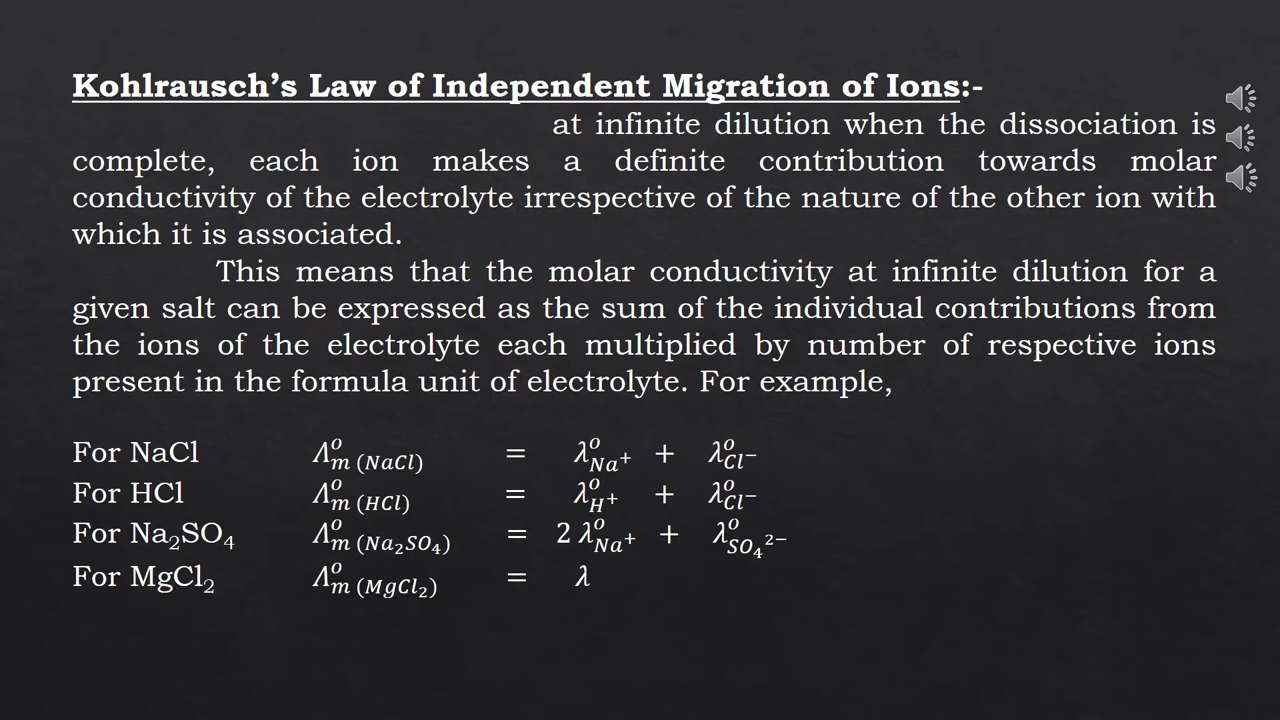 Kohlrausch's Law of Independent Migration of Ions:-
at infinite dilution when the dissociation is
complete, each ion makes a definite contribution towards molar
conductivity of the electrolyte irrespective of the nature of the other ion with
which it is associated.
This means that the molar conductivity at infinite dilution for a
given salt can be expressed as the sum of the individual contributions from
the ions of the electrolyte each multiplied by number of respective ions
present in the formula unit of electrolyte. For example,
For NaCl Λ°m (NaCl) = λ°Na⁺ + λ°Cl⁻
For HCl Λ°m (HCl) = λ°H⁺ + λ°Cl⁻
For Na₂SO₄ Λ°m (Na₂SO₄) = 2 λ°Na⁺ + λ°SO₄²⁻
For MgCl₂ Λ°m (MgCl₂) = λ